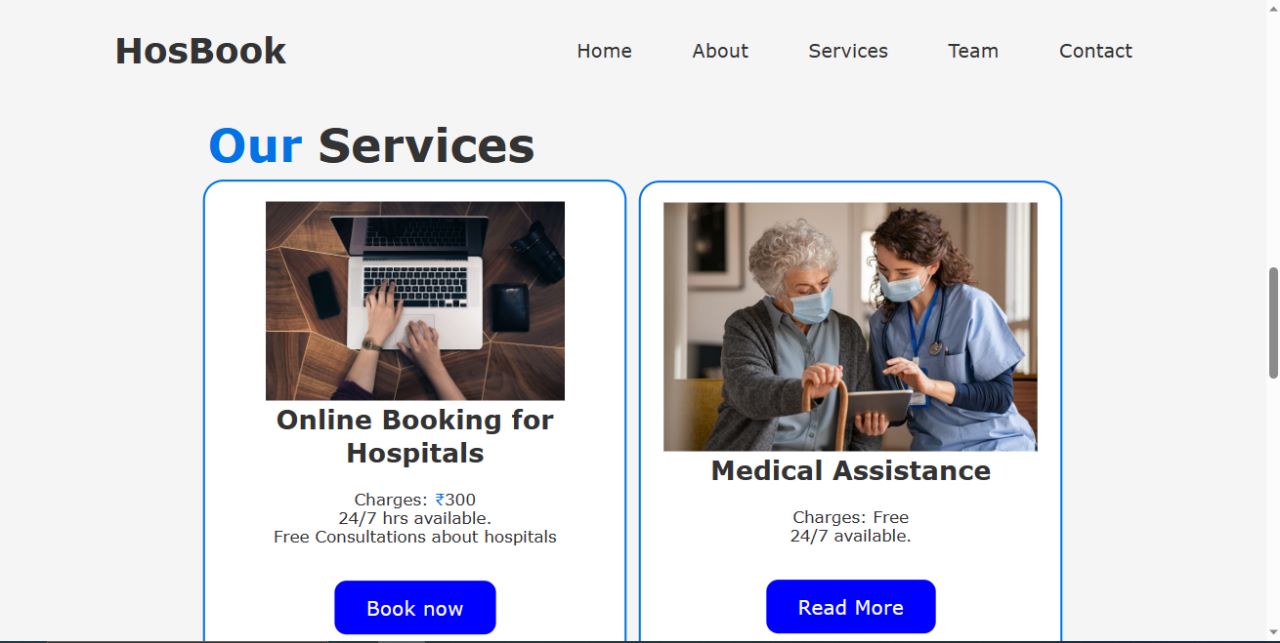 HosBook
Home
About
Services
Team
Contact
Our Services
Online Booking for
Hospitals
Charges: ₹300
24/7 hrs available.
Free Consultations about hospitals
Book now
Medical Assistance
Charges: Free
24/7 available.
Read More